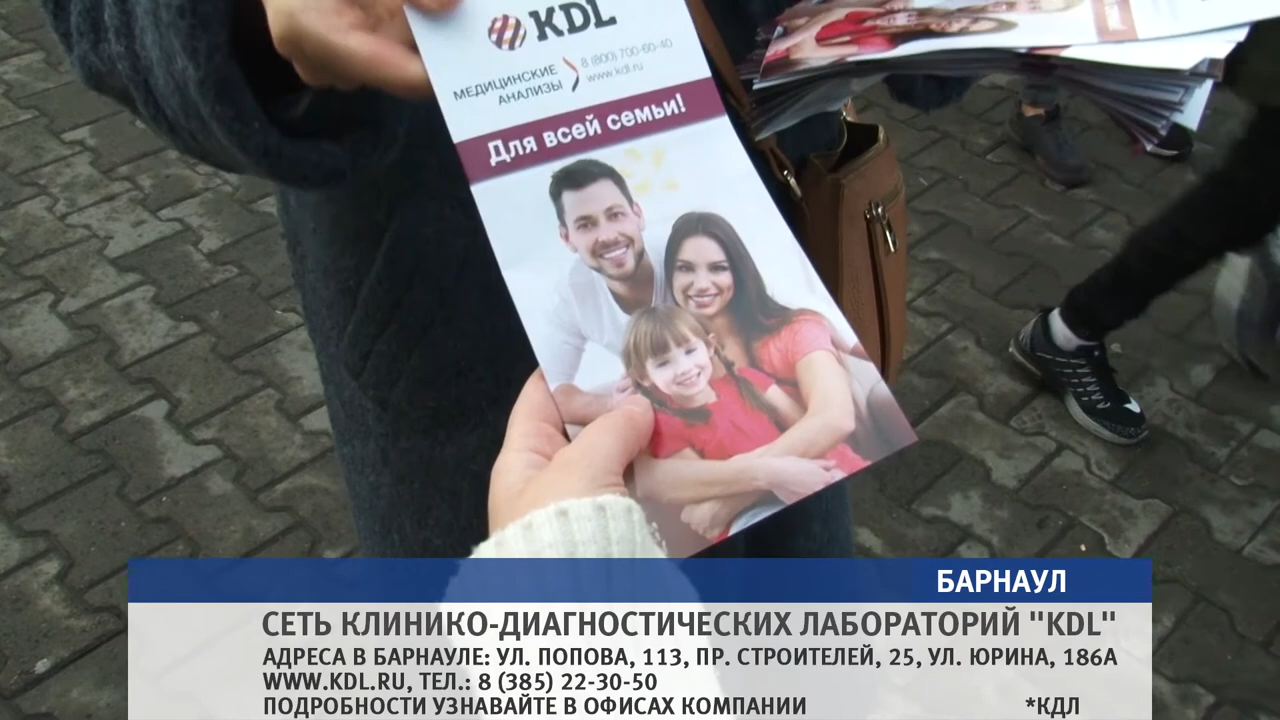 KDL
МЕДИЦИНСКИЕ
АНАЛИЗЫ
8 (800) 700-60-40
www.kdl.ru
Для всей семьи!
БАРНАУЛ
СЕТЬ КЛИНИКО-ДИАГНОСТИЧЕСКИХ ЛАБОРАТОРИЙ "KDL"
АДРЕСА В БАРНАУЛЕ: УЛ. ПОПОВА, 113, ПР. СТРОИТЕЛЕЙ, 25, УЛ. ЮРИНА, 186А
WWW.KDL.RU, ТЕЛ.: 8 (385) 22-30-50
ПОДРОБНОСТИ УЗНАВАЙТЕ В ОФИСАХ КОМПАНИИ *КДЛ